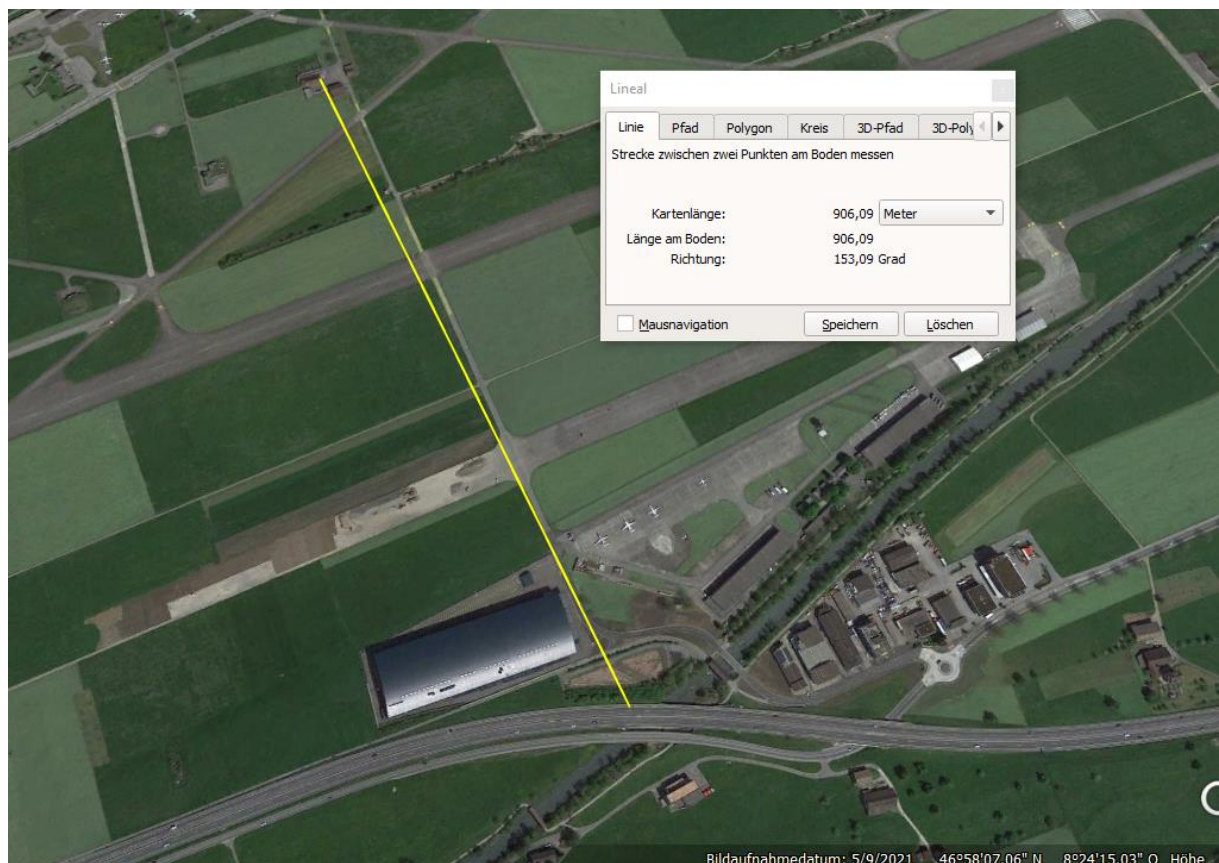 Lineal
Linie Pfad Polygon Kreis 3D-Pfad 3D-Poly
Strecke zwischen zwei Punkten am Boden messen
Kartenlänge: 906,09 Meter
Länge am Boden: 906,09
Richtung: 153,09 Grad
Mausnavigation Speichern Löschen
Bildaufnahmedatum: 5/9/2021 46°58'07.06" N 8°24'15.03" O Höhe